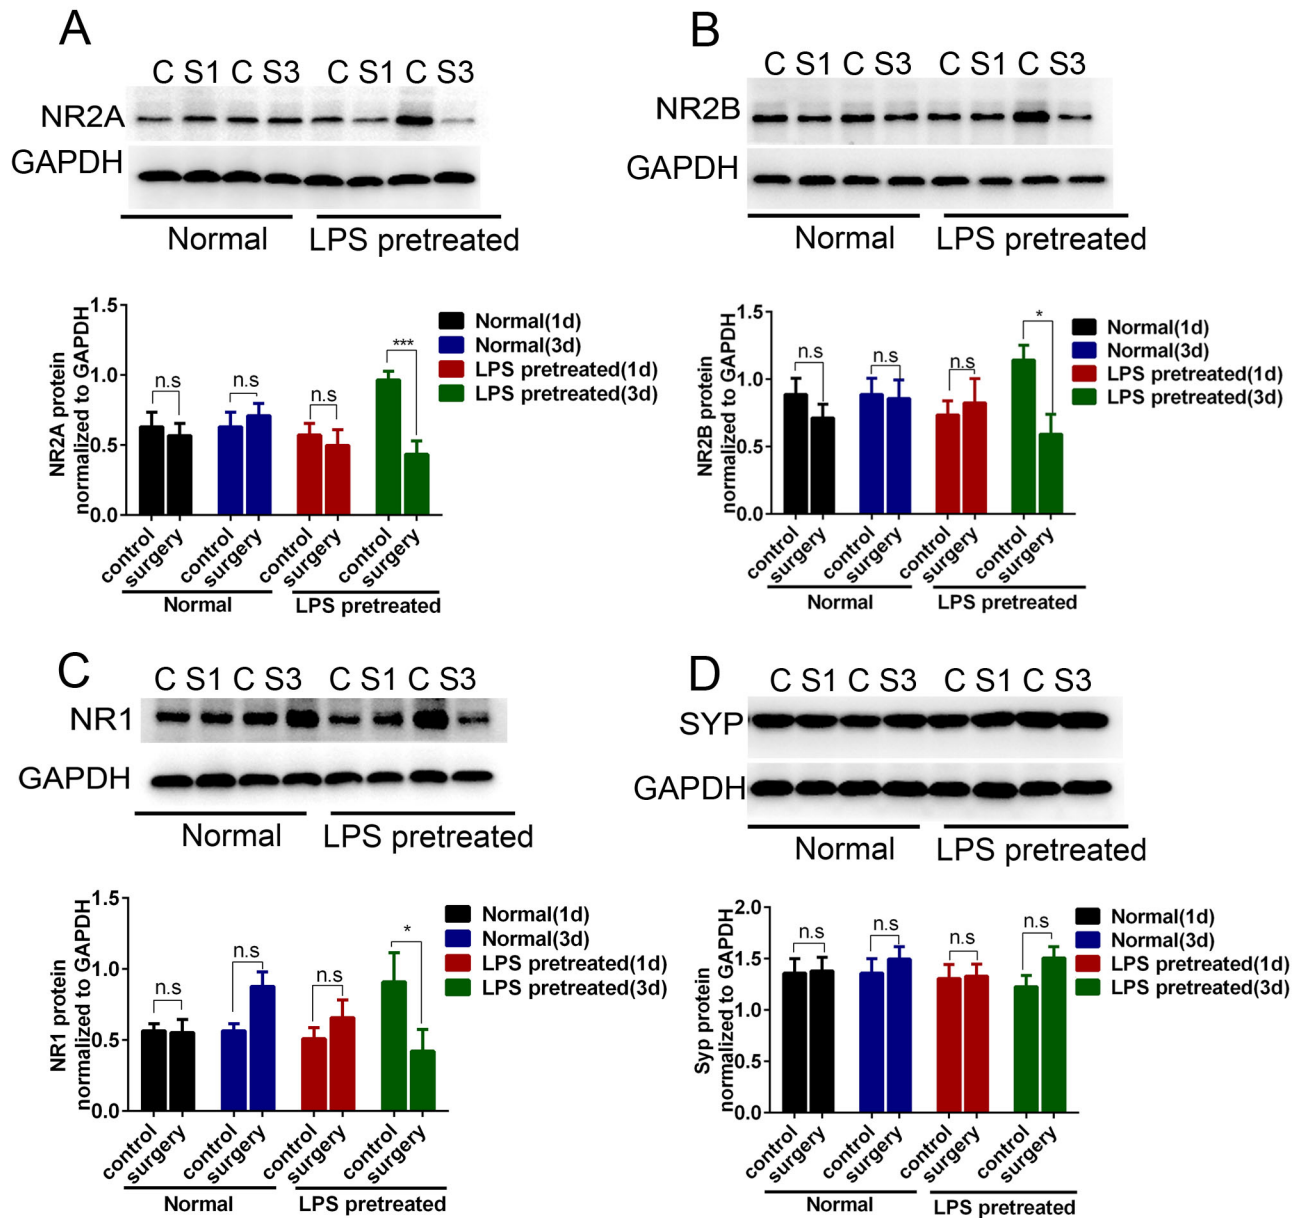 A
C S1 C S3 C S1 C S3
NR2A
GAPDH
Normal LPS pretreated
NR2A protein
normalized to GAPDH
1.5
1.0
0.5
0.0
n.s
n.s
n.s
***
Normal(1d)
Normal(3d)
LPS pretreated(1d)
LPS pretreated(3d)
control surgery control surgery control surgery control surgery
Normal LPS pretreated
B
C S1 C S3 C S1 C S3
NR2B
GAPDH
Normal LPS pretreated
NR2B protein
normalized to GAPDH
1.5
1.0
0.5
0.0
n.s
n.s
n.s
*
Normal(1d)
Normal(3d)
LPS pretreated(1d)
LPS pretreated(3d)
control surgery control surgery control surgery control surgery
Normal LPS pretreated
C
C S1 C S3 C S1 C S3
NR1
GAPDH
Normal LPS pretreated
NR1 protein
normalized to GAPDH
1.5
1.0
0.5
0.0
n.s
n.s
n.s
*
Normal(1d)
Normal(3d)
LPS pretreated(1d)
LPS pretreated(3d)
control surgery control surgery control surgery control surgery
Normal LPS pretreated
D
C S1 C S3 C S1 C S3
SYP
GAPDH
Normal LPS pretreated
Syp protein
normalized to GAPDH
2.0
1.5
1.0
0.5
0.0
n.s
n.s
n.s
n.s
Normal(1d)
Normal(3d)
LPS pretreated(1d)
LPS pretreated(3d)
control surgery control surgery control surgery control surgery
Normal LPS pretreated